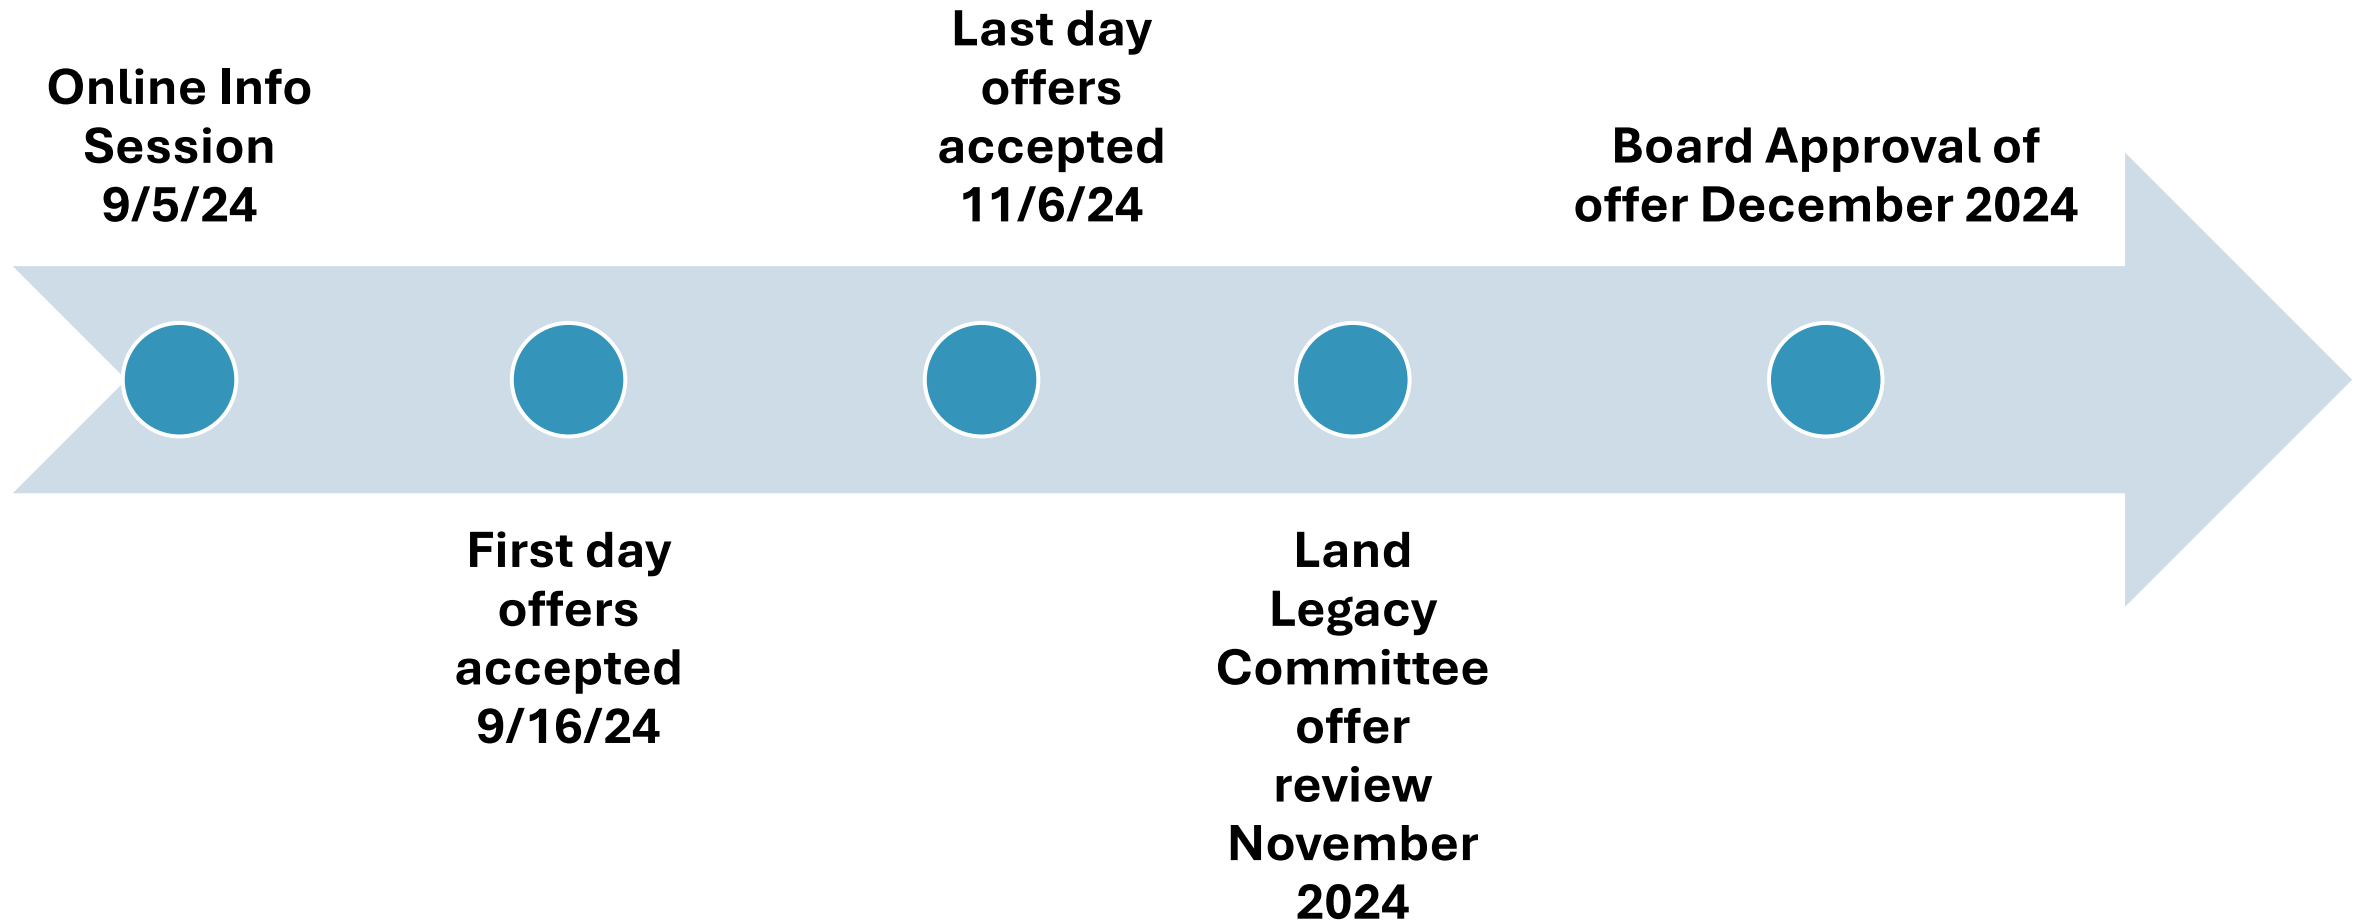 Online Info
Session
9/5/24
First day
offers
accepted
9/16/24
Last day
offers
accepted
11/6/24
Land
Legacy
Committee
offer
review
November
2024
Board Approval of
offer December 2024